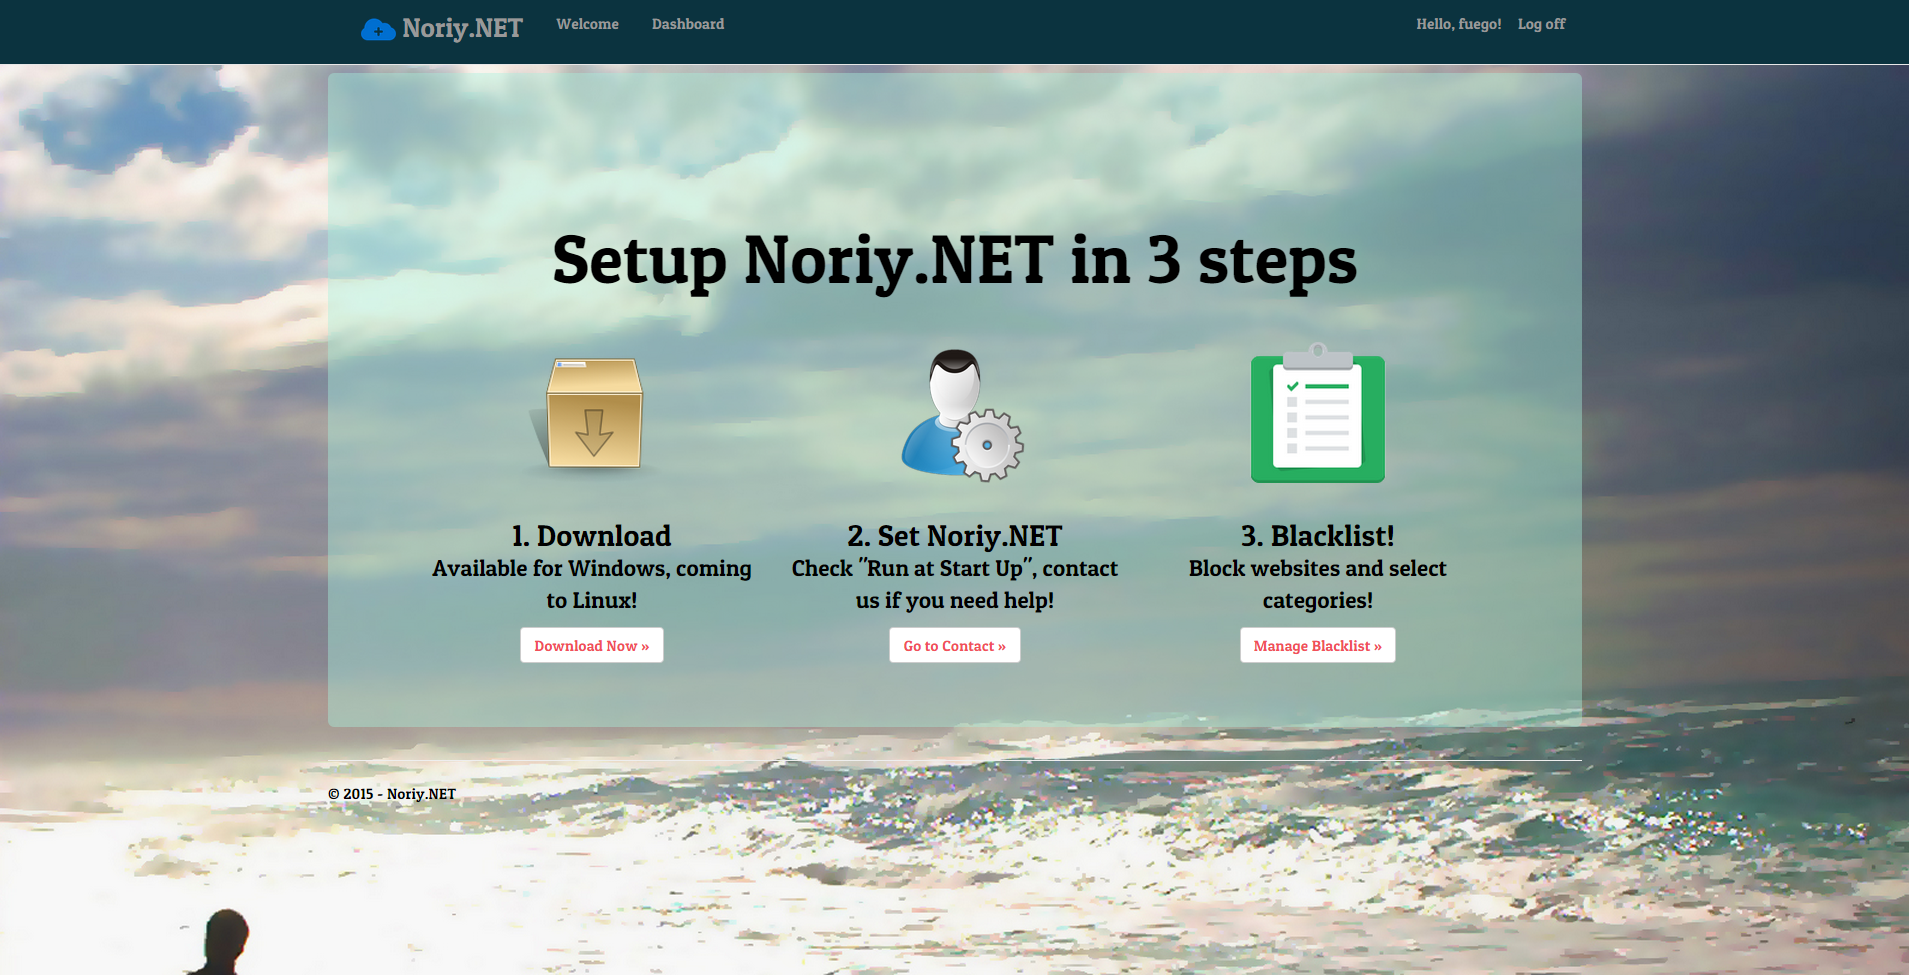 Noriy.NET Welcome Dashboard Hello, fuego! Log off
Setup Noriy.NET in 3 steps
1. Download
Available for Windows, coming
to Linux!
Download Now »
2. Set Noriy.NET
Check "Run at Start Up", contact
us if you need help!
Go to Contact »
3. Blacklist!
Block websites and select
categories!
Manage Blacklist »
© 2015 - Noriy.NET